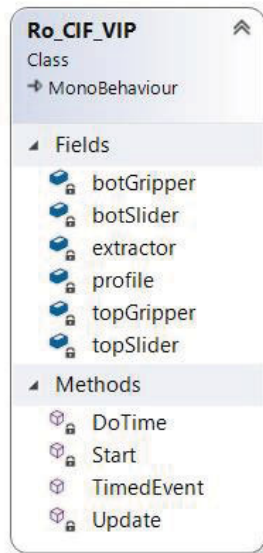 Ro_CIF_VIP
Class
MonoBehaviour
Fields
botGripper
botSlider
extractor
profile
topGripper
topSlider
Methods
DoTime
Start
TimedEvent
Update